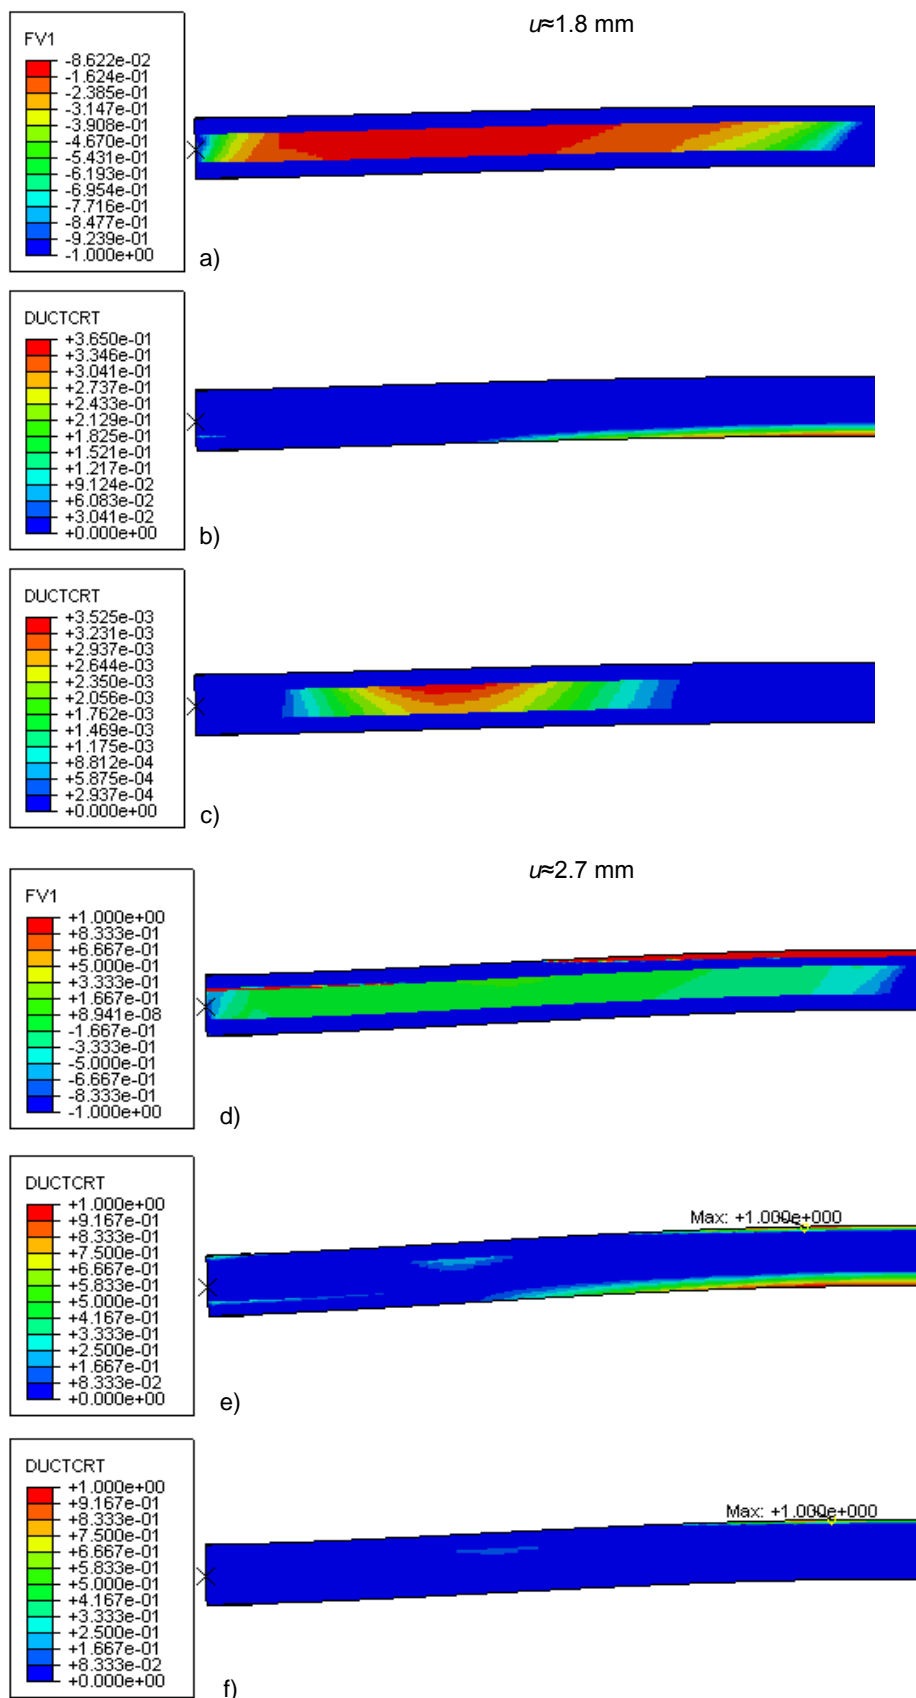 u≈1.8 mm
FV1
-8.622e-02
-1.624e-01
-2.385e-01
-3.147e-01
-3.908e-01
-4.670e-01
-5.431e-01
-6.193e-01
-6.954e-01
-7.716e-01
-8.477e-01
-9.239e-01
-1.000e+00
a)
DUCTCRT
+3.650e-01
+3.346e-01
+3.041e-01
+2.737e-01
+2.433e-01
+2.129e-01
+1.825e-01
+1.521e-01
+1.217e-01
+9.124e-02
+6.083e-02
+3.041e-02
+0.000e+00
b)
DUCTCRT
+3.525e-03
+3.231e-03
+2.937e-03
+2.644e-03
+2.350e-03
+2.056e-03
+1.762e-03
+1.469e-03
+1.175e-03
+8.812e-04
+5.875e-04
+2.937e-04
+0.000e+00
c)
u≈2.7 mm
FV1
+1.000e+00
+8.333e-01
+6.667e-01
+5.000e-01
+3.333e-01
+1.667e-01
+8.941e-08
-1.667e-01
-3.333e-01
-5.000e-01
-6.667e-01
-8.333e-01
-1.000e+00
d)
DUCTCRT
+1.000e+00
+9.167e-01
+8.333e-01
+7.500e-01
+6.667e-01
+5.833e-01
+5.000e-01
+4.167e-01
+3.333e-01
+2.500e-01
+1.667e-01
+8.333e-02
+0.000e+00
Max: +1.000e+000
e)
DUCTCRT
+1.000e+00
+9.167e-01
+8.333e-01
+7.500e-01
+6.667e-01
+5.833e-01
+5.000e-01
+4.167e-01
+3.333e-01
+2.500e-01
+1.667e-01
+8.333e-02
+0.000e+00
Max: +1.000e+000
f)